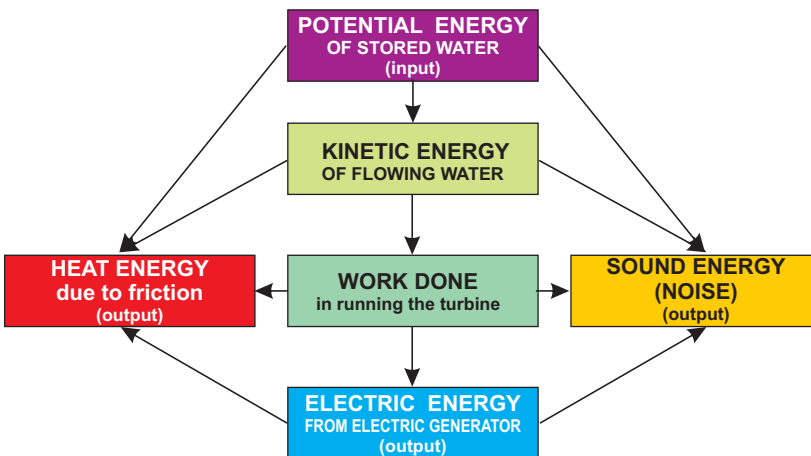 POTENTIAL ENERGY
OF STORED WATER
(input)
KINETIC ENERGY
OF FLOWING WATER
HEAT ENERGY
due to friction
(output)
WORK DONE
in running the turbine
SOUND ENERGY
(NOISE)
(output)
ELECTRIC ENERGY
FROM ELECTRIC GENERATOR
(output)